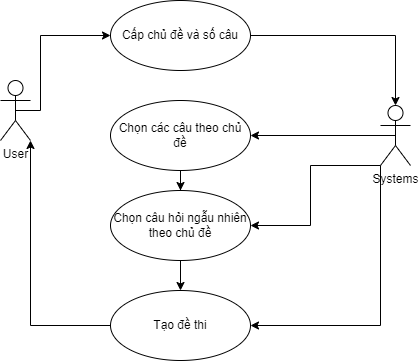 Cấp chủ đề và số câu
User
Chọn các câu theo chủ
đề
Systems
Chọn câu hỏi ngẫu nhiên
theo chủ đề
Tạo đề thi